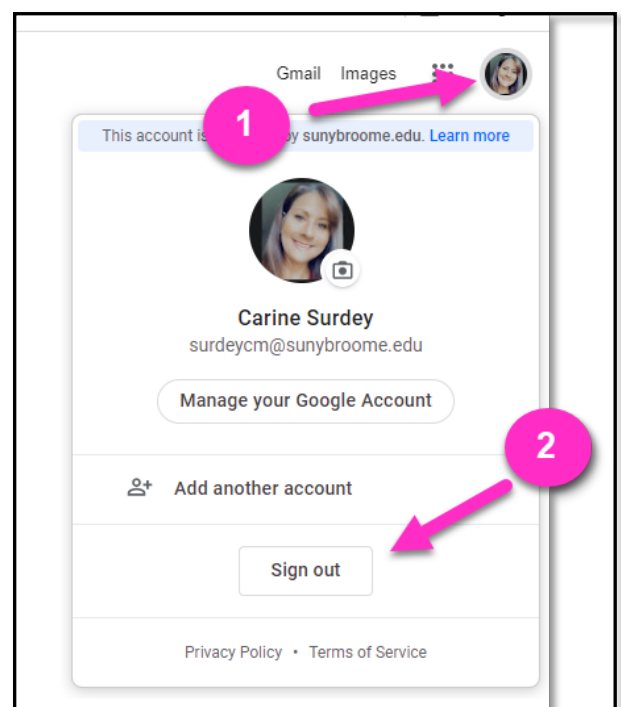 Gmail Images
1
This account is by sunybroome.edu. Learn more
Carine Surdey
surdeycm@sunybroome.edu
Manage your Google Account
2
Add another account
Sign out
Privacy Policy • Terms of Service